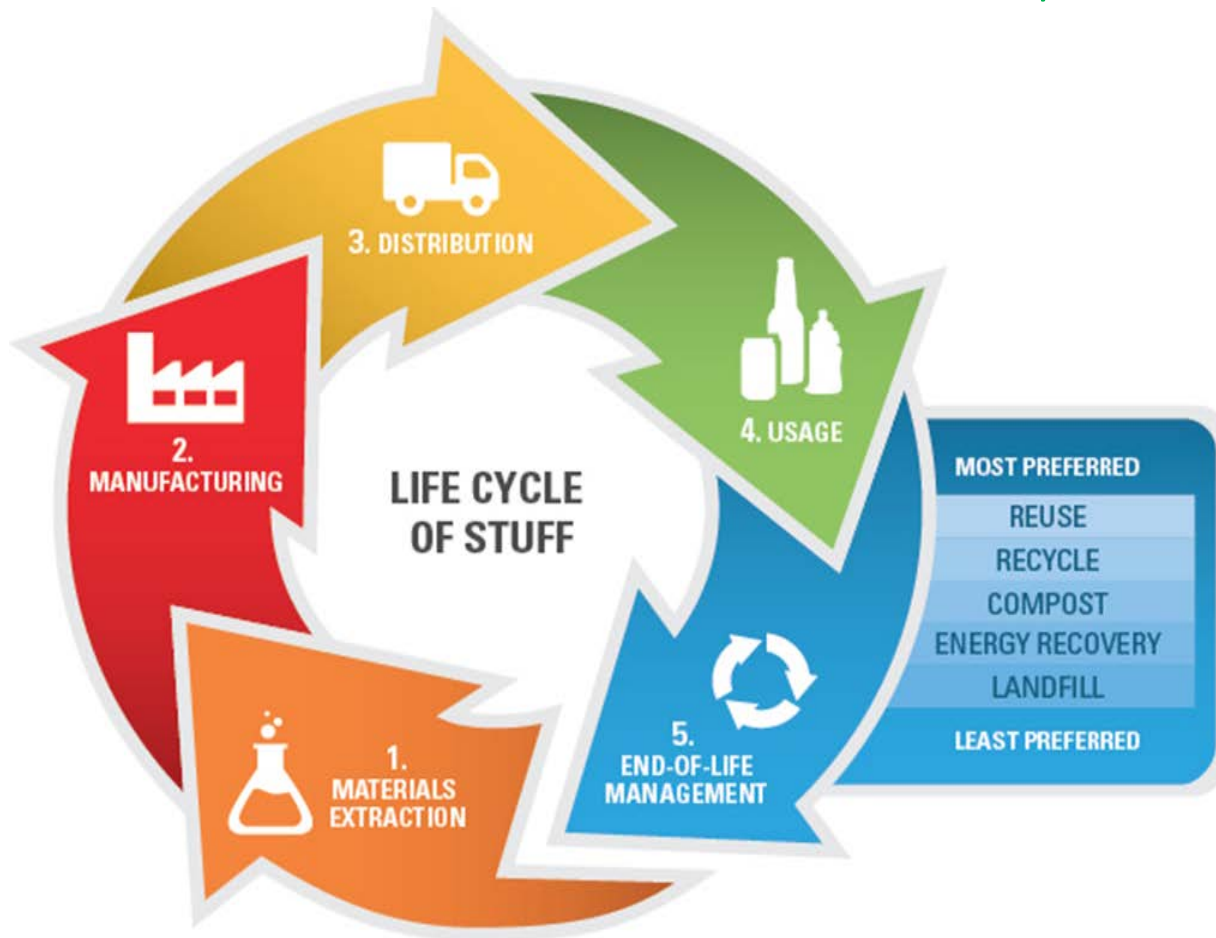 3. DISTRIBUTION
2.
MANUFACTURING
4. USAGE
LIFE CYCLE
OF STUFF
MOST PREFERRED
REUSE
RECYCLE
COMPOST
ENERGY RECOVERY
LANDFILL
LEAST PREFERRED
1.
MATERIALS
EXTRACTION
5.
END-OF-LIFE
MANAGEMENT